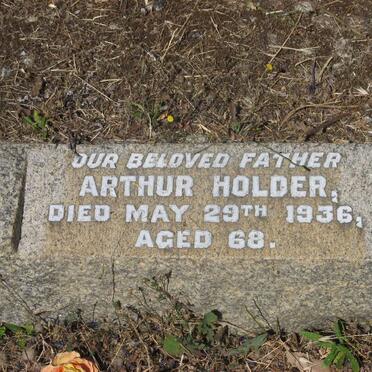 OUR BELOVED FATHER
ARTHUR HOLDER,
DIED MAY 29TH 1936,
AGED 68.